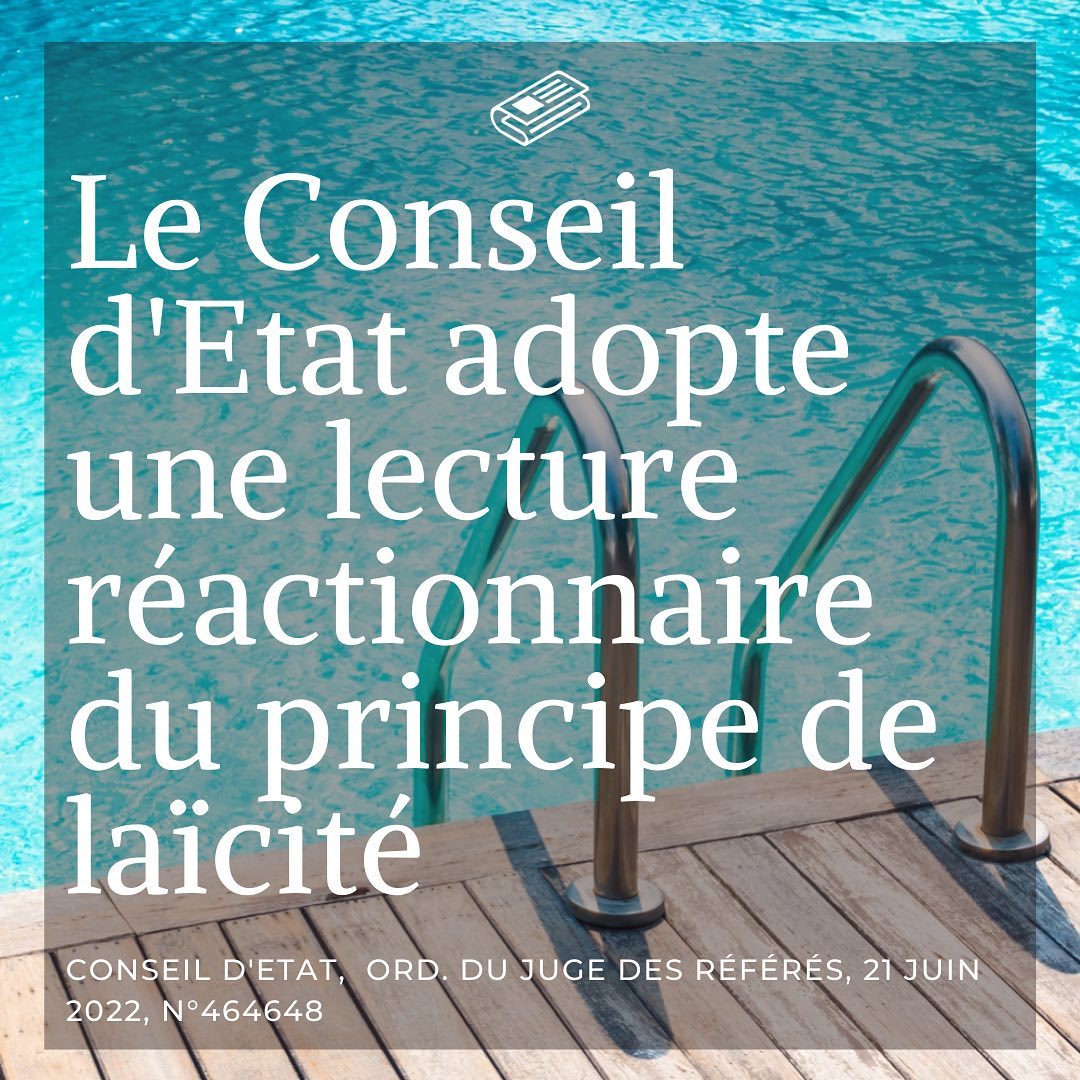 Le Conseil
d'Etat adopte
une lecture
réactionnaire
du principe de
laïcité
CONSEIL D'ETAT, ORD. DU JUGE DES RÉFÉRÉS, 21 JUIN
2022, N°464648